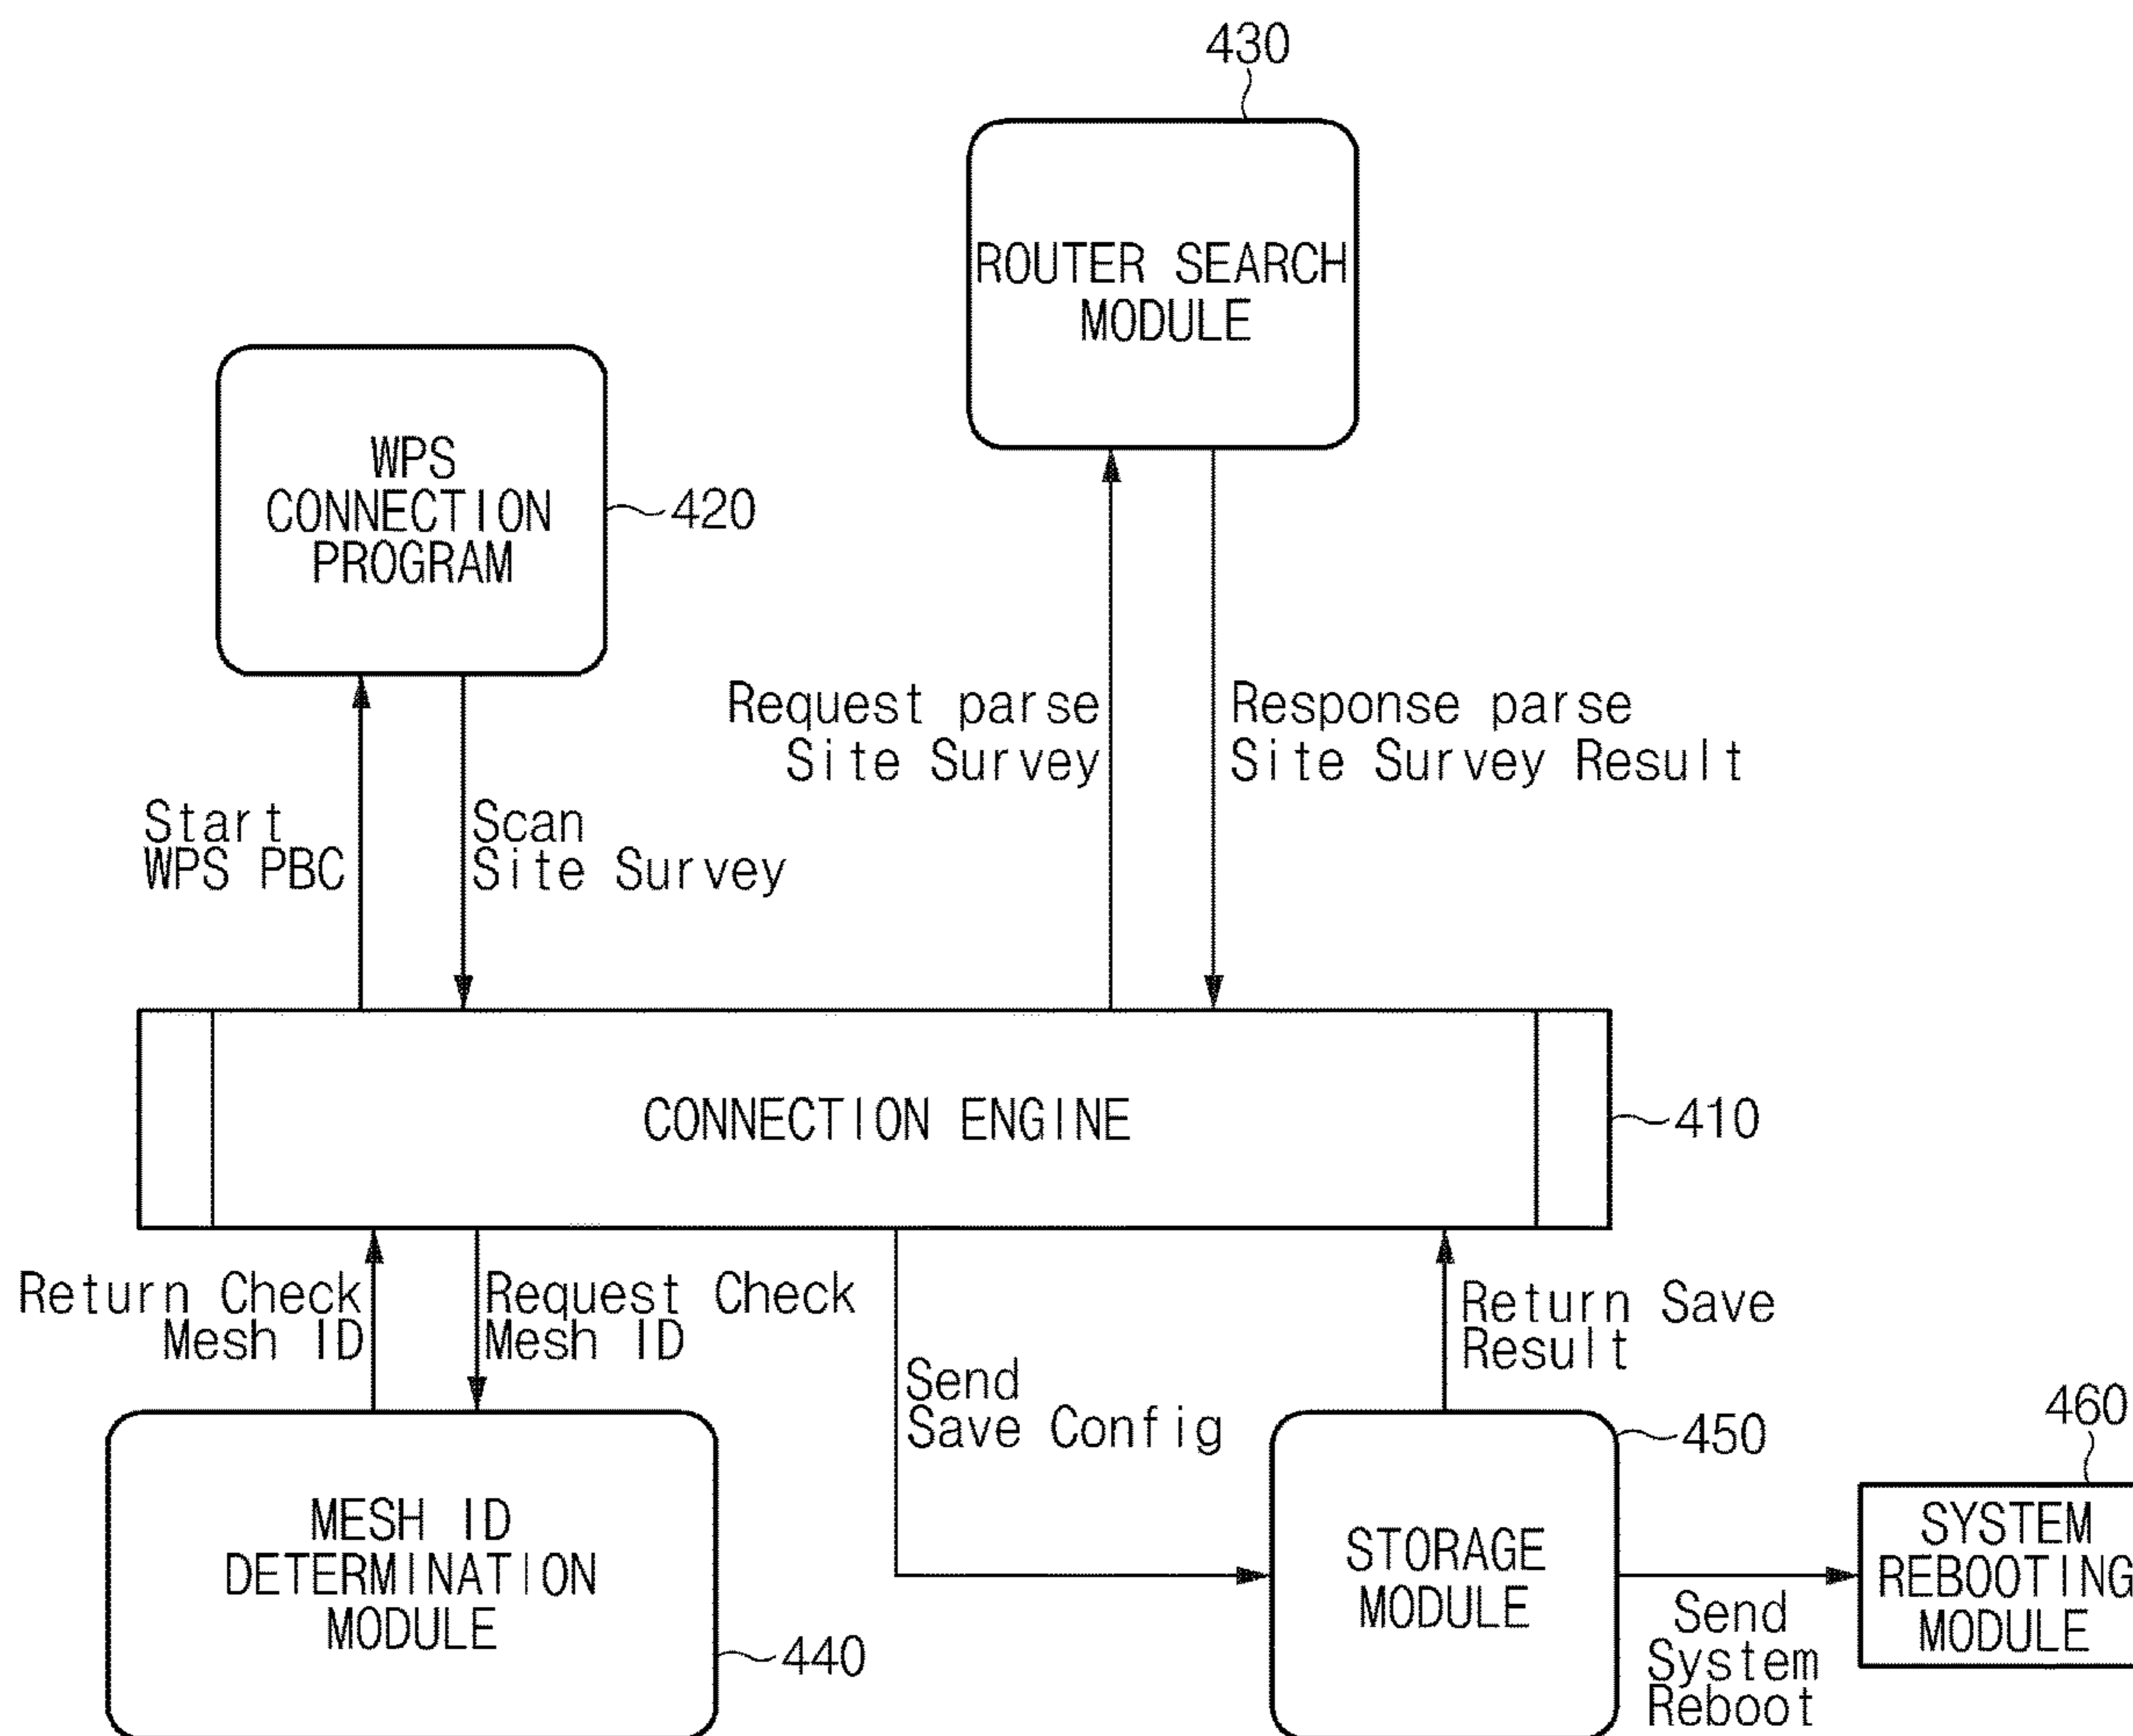 430
ROUTER SEARCH
MODULE
WPS
CONNECTION
PROGRAM
420
Request parse
Site Survey
Response parse
Site Survey Result
Start
WPS PBC
Scan
Site Survey
CONNECTION ENGINE
410
Return Check
Mesh ID
Request Check
Mesh ID
Send
Save Config
Return Save
Result
MESH ID
DETERMINATION
MODULE
440
STORAGE
MODULE
450
Send
System
Reboot
460
SYSTEM
REBOOTING
MODULE